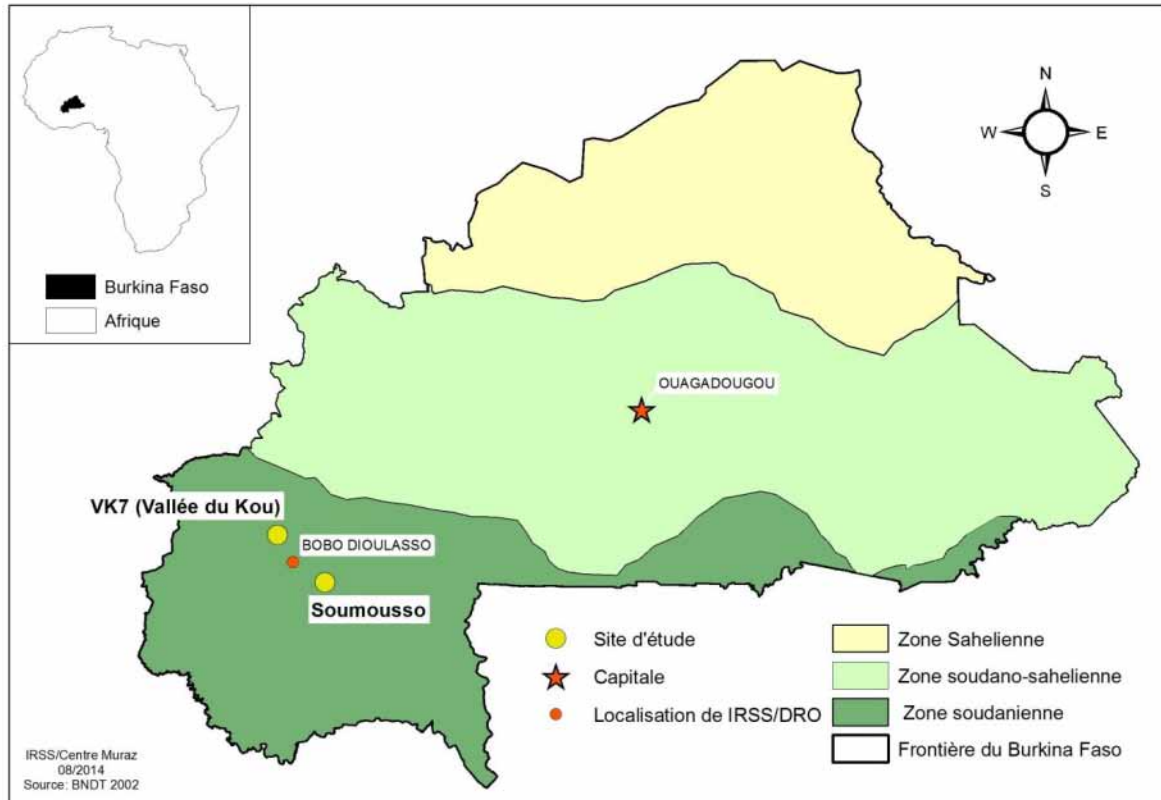 Burkina Faso
Afrique
N
W
E
S
OUAGADOUGOU
VK7 (Vallée du Kou)
BOBO DIOULASSO
Soumousso
Site d'étude
Capitale
Localisation de IRSS/DRO
Zone Sahelienne
Zone soudano-sahelienne
Zone soudanienne
Frontière du Burkina Faso
IRSS/Centre Muraz
08/2014
Source: BNDT 2002